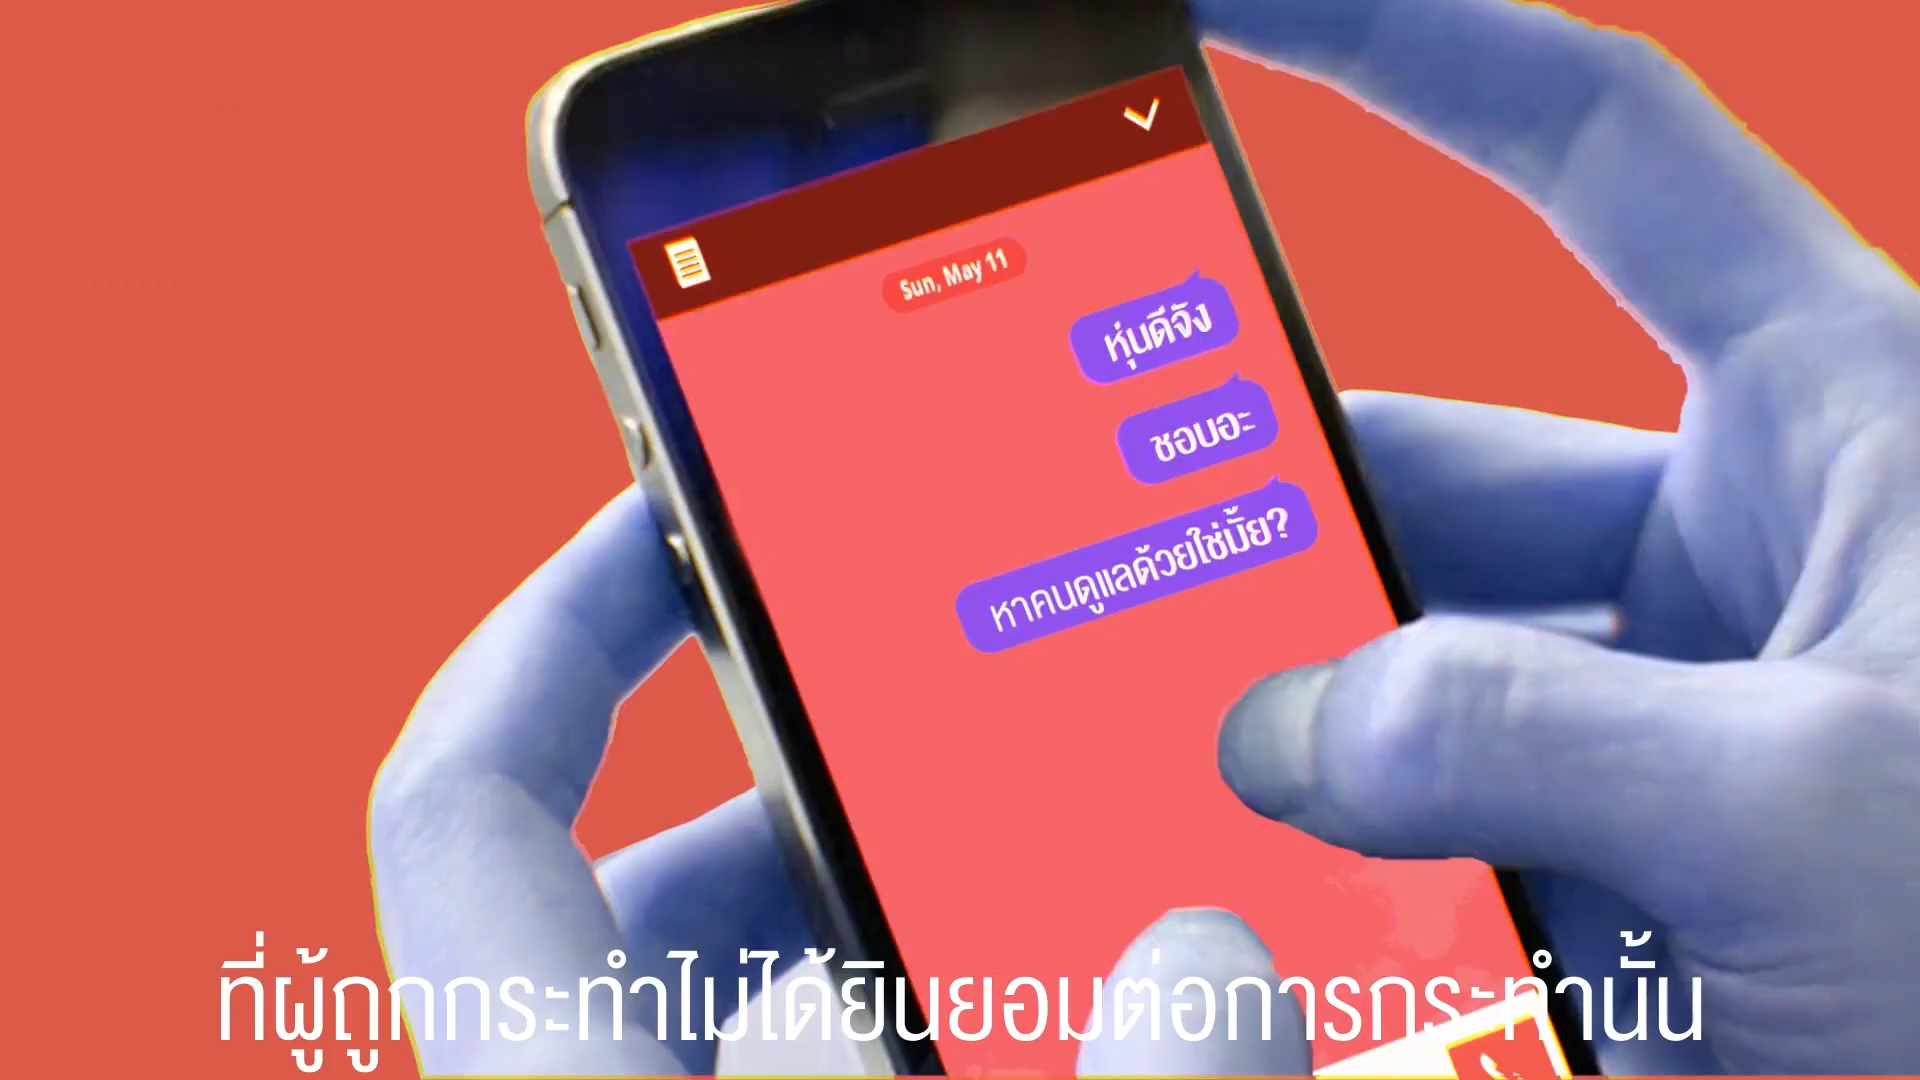 Sun, May 11
หุ่นดีจัง
ชอบอะ
หาคนดูแลด้วยใช่มั้ย?
ที่ผู้ถูกกระทำไม่ได้ยินยอมต่อการกระทำนั้น